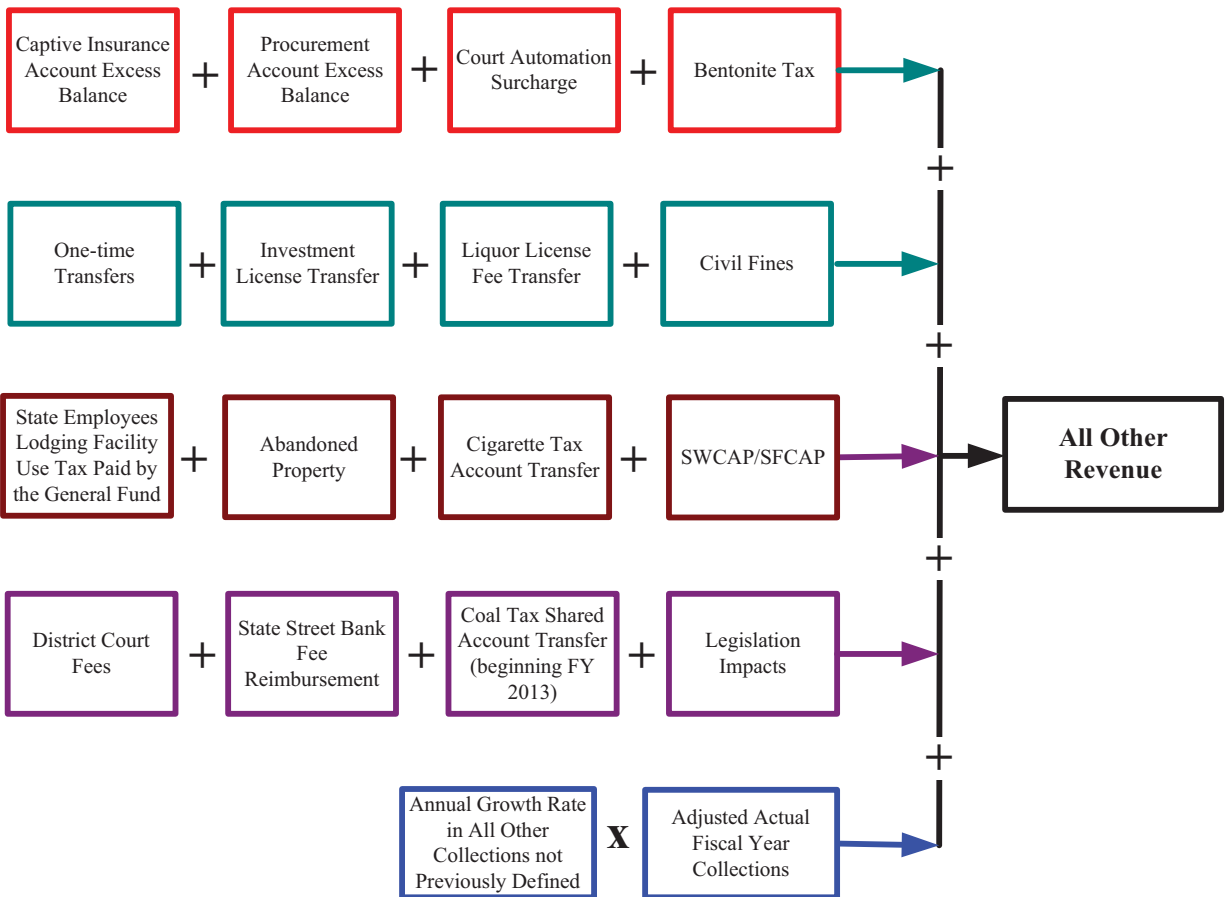 Captive Insurance
Account Excess
Balance
+
Procurement
Account Excess
Balance
+
Court Automation
Surcharge
+
Bentonite Tax
+
One-time
Transfers
+
Investment
License Transfer
+
Liquor License
Fee Transfer
+
Civil Fines
+
State Employees
Lodging Facility
Use Tax Paid by
the General Fund
+
Abandoned
Property
+
Cigarette Tax
Account Transfer
+
SWCAP/SFCAP
All Other
Revenue
+
District Court
Fees
+
State Street Bank
Fee
Reimbursement
+
Coal Tax Shared
Account Transfer
(beginning FY
2013)
+
Legislation
Impacts
+
Annual Growth Rate
in All Other
Collections not
Previously Defined
x
Adjusted Actual
Fiscal Year
Collections